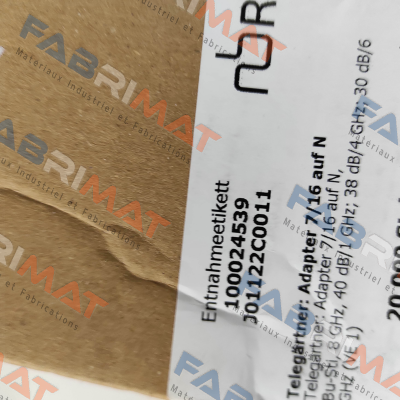 Entnahmeetikett
100024539
J01122C0011
Telegärtner: Adapter 7/16 auf N
Telegärtner: Adapter 7/16 auf N,
Bu-Sti, 8 GHz, 40 dB/1 GHz; 38 dB/4 GHz; 30 dB/6
GHz (VE 1)
20,000
FABRIMAT
Matériaux Industriel et Fabrications